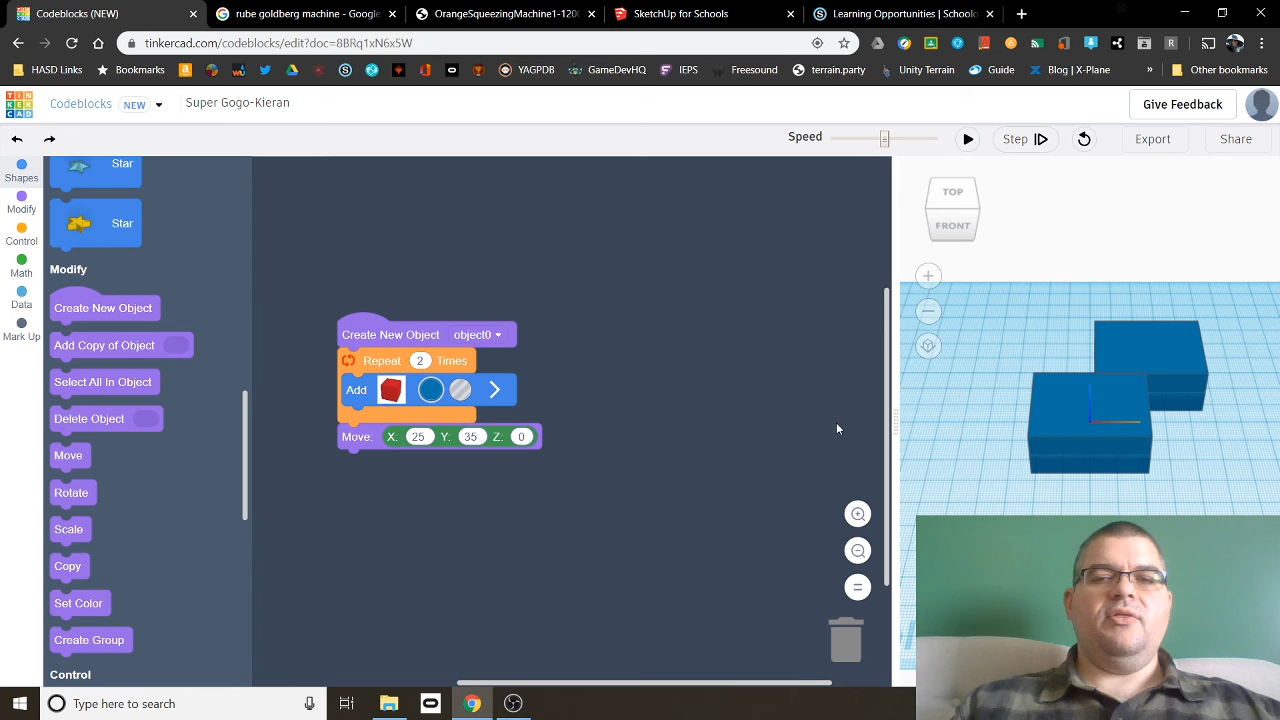 Codeblocks (NEW)
rube goldberg machine - Google
OrangeSqueezingMachine1-1200
SketchUp for Schools
Learning Opportunities | Schoolo
tinkercad.com/codeblocks/edit?doc=8BRq1xN6x5W
HASD Links
Bookmarks
YAGPDB
GameDevHQ
IEPS
Freesound
terrain.party
Unity Terrain
Guide
Blog | X-Plane
»
Other bookmarks
TIN
KER
CAD
Codeblocks
NEW
Super Gogo-Kieran
Give Feedback
Speed
Step
Export
Share
Shapes
Modify
Control
Math
Data
Mark Up
Star
Star
Modify
Create New Object
Add Copy of Object
Select All In Object
Delete Object
Move
Rotate
Scale
Copy
Set Color
Create Group
Control
Create New Object object0
Repeat 2 Times
Add
Move: X: 25 Y: 35 Z: 0
TOP
FRONT
Type here to search